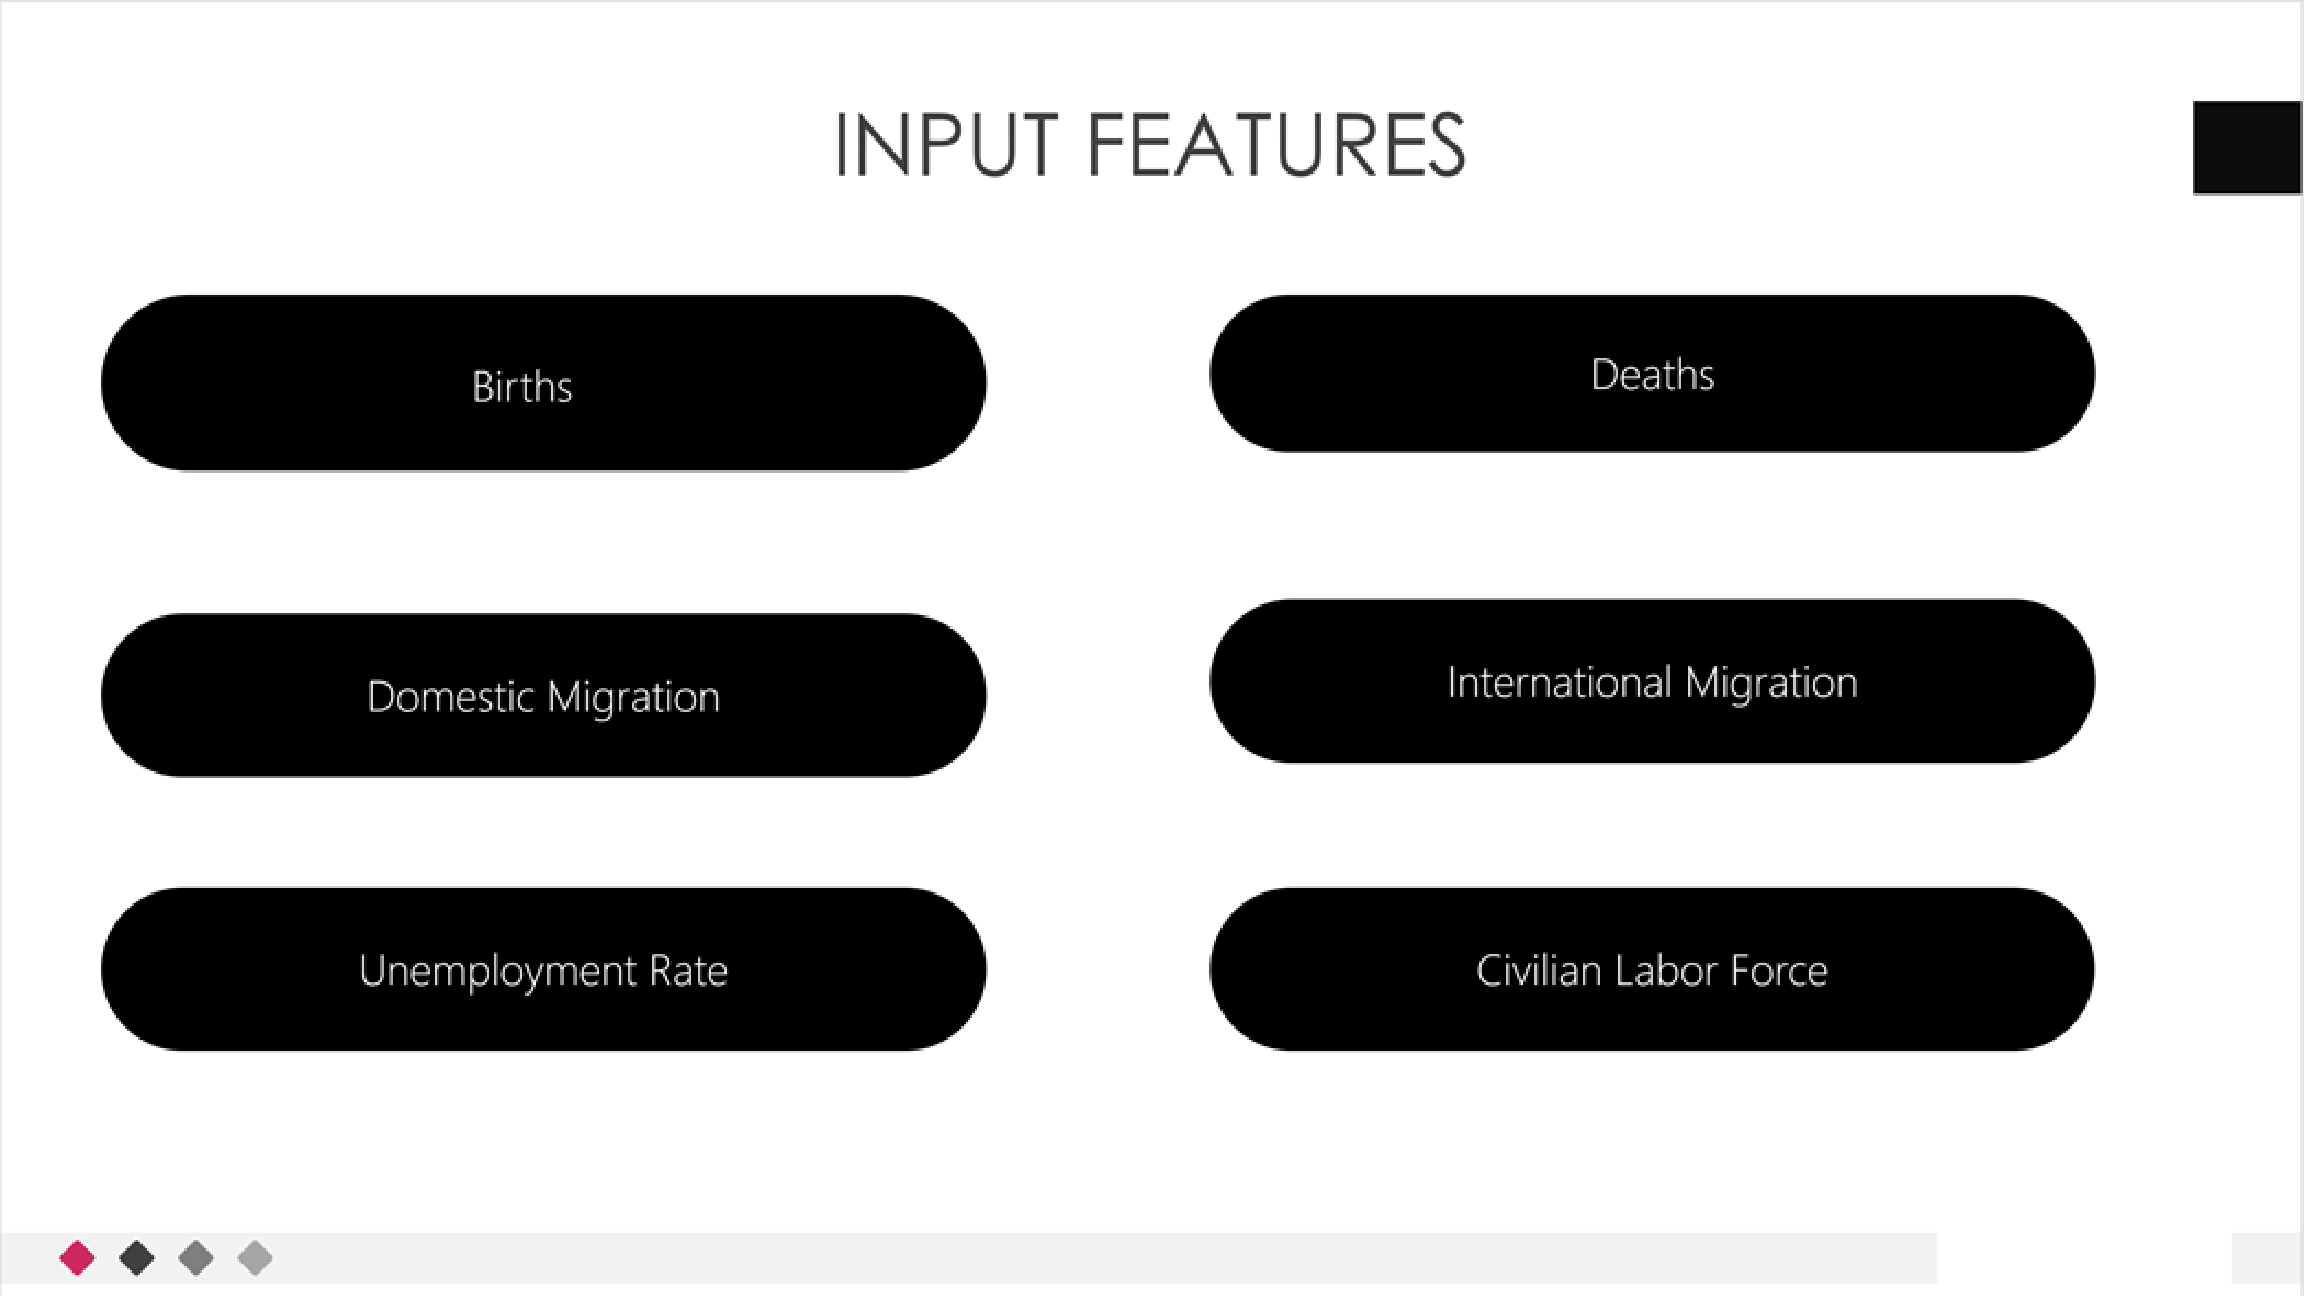 INPUT FEATURES
Births
Deaths
Domestic Migration
International Migration
Unemployment Rate
Civilian Labor Force